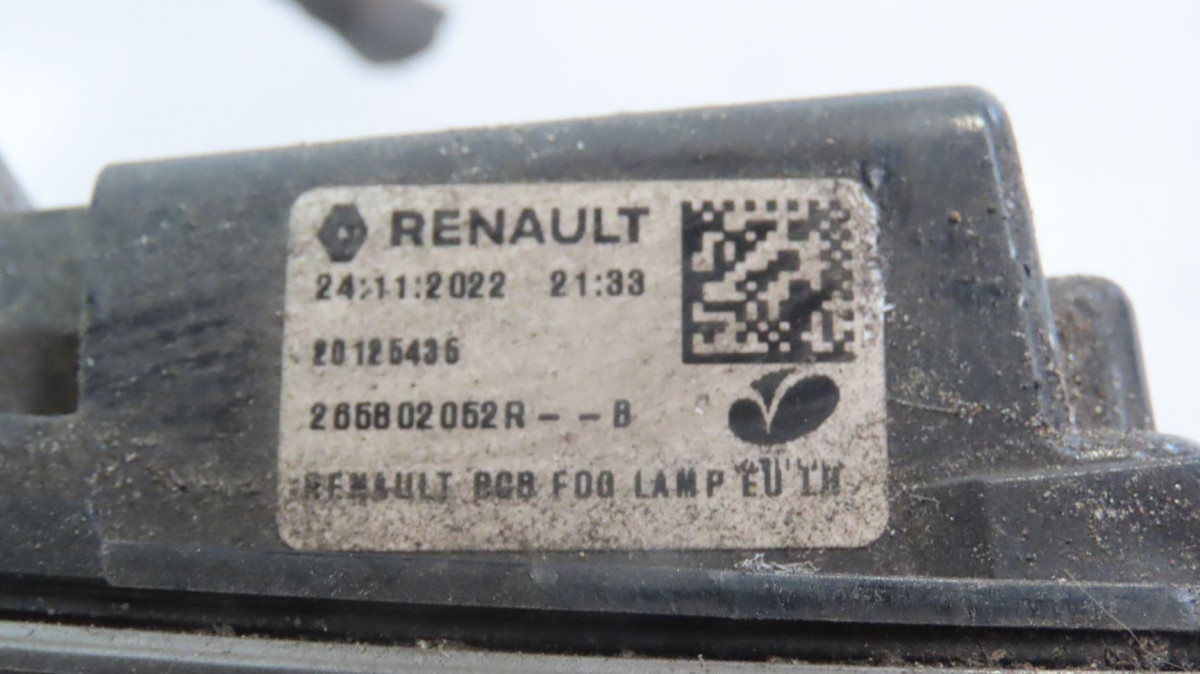 RENAULT
24:11:2022 21:33
20125436
265802052R--B
RENAULT BCB FOG LAMP EU LH